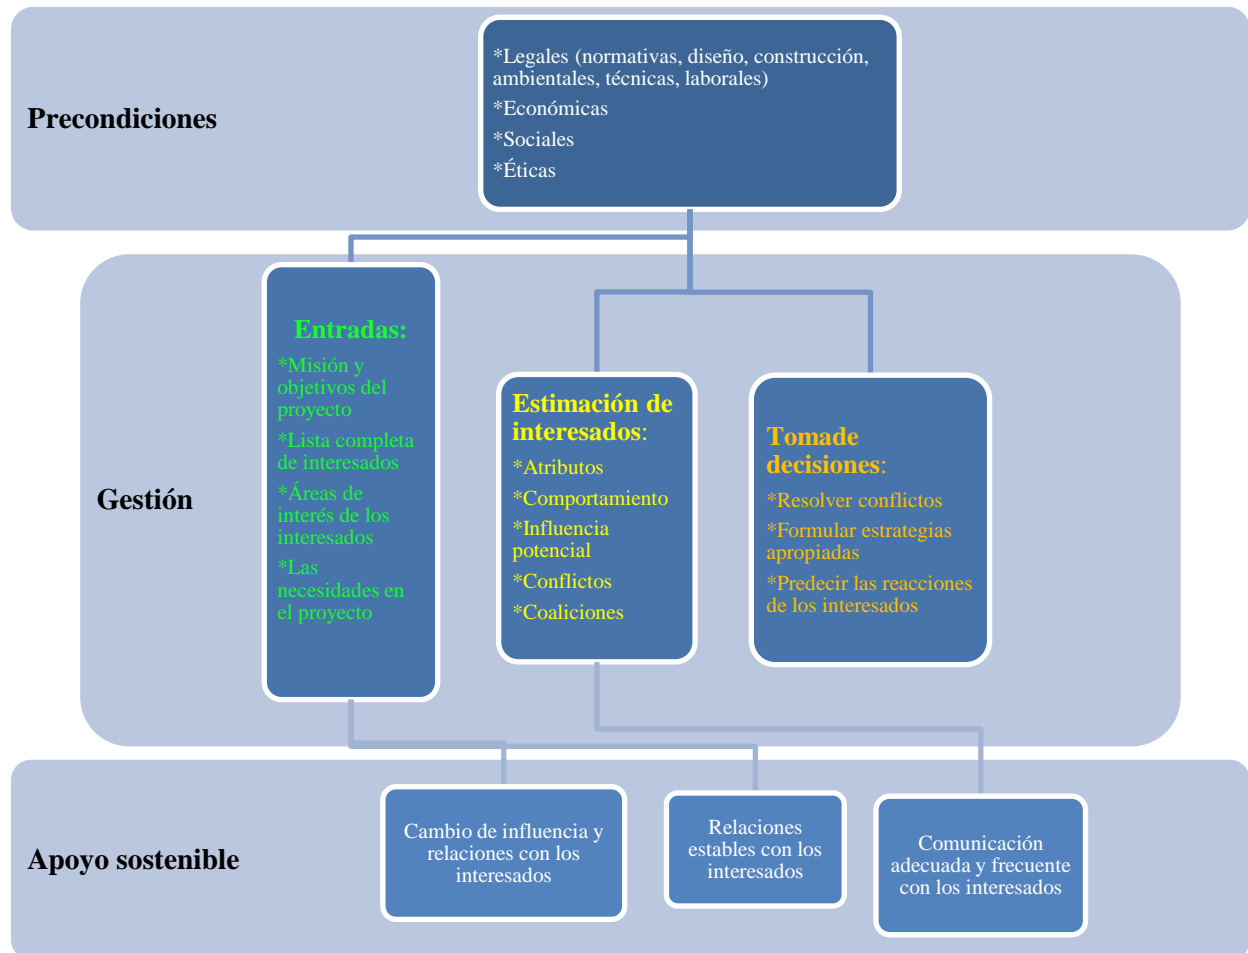 Precondiciones
*Legales (normativas, diseño, construcción,
ambientales, técnicas, laborales)
*Económicas
*Sociales
*Éticas
Gestión
Entradas:
*Misión y
objetivos del
proyecto
*Lista completa
de interesados
*Áreas de
interés de los
interesados
*Las
necesidades en
el proyecto
Estimación de
interesados:
*Atributos
*Comportamiento
*Influencia
potencial
*Conflictos
*Coaliciones
Tomade
decisiones:
*Resolver conflictos
*Formular estrategias
apropiadas
*Predecir las reacciones
de los interesados
Apoyo sostenible
Cambio de influencia y
relaciones con los
interesados
Relaciones
estables con los
interesados
Comunicación
adecuada y frecuente
con los interesados